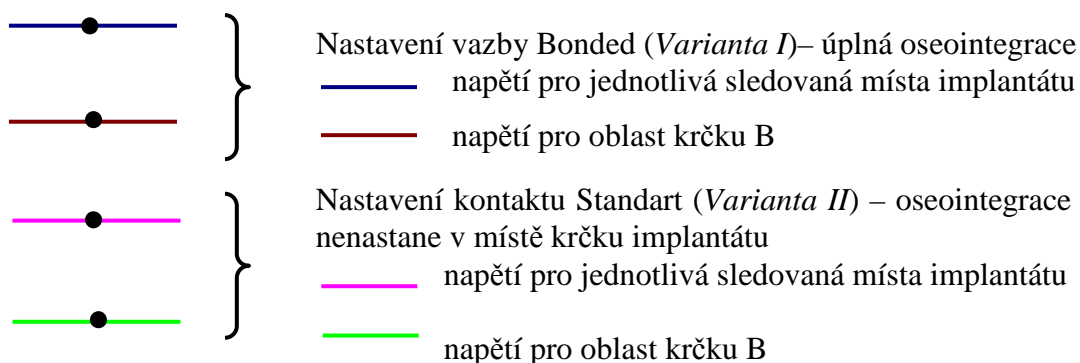 Nastavení vazby Bonded (Varianta I)– úplná oseointegrace
napětí pro jednotlivá sledovaná místa implantátu
napětí pro oblast krčku B
Nastavení kontaktu Standart (Varianta II) – oseointegrace
nenastane v místě krčku implantátu
napětí pro jednotlivá sledovaná místa implantátu
napětí pro oblast krčku B